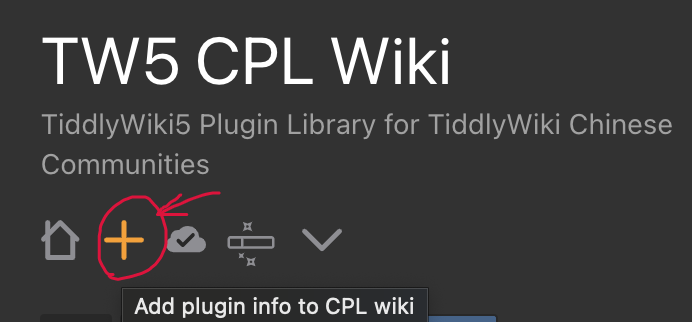 TW5 CPL Wiki
TiddlyWiki5 Plugin Library for TiddlyWiki Chinese
Communities
Add plugin info to CPL wiki